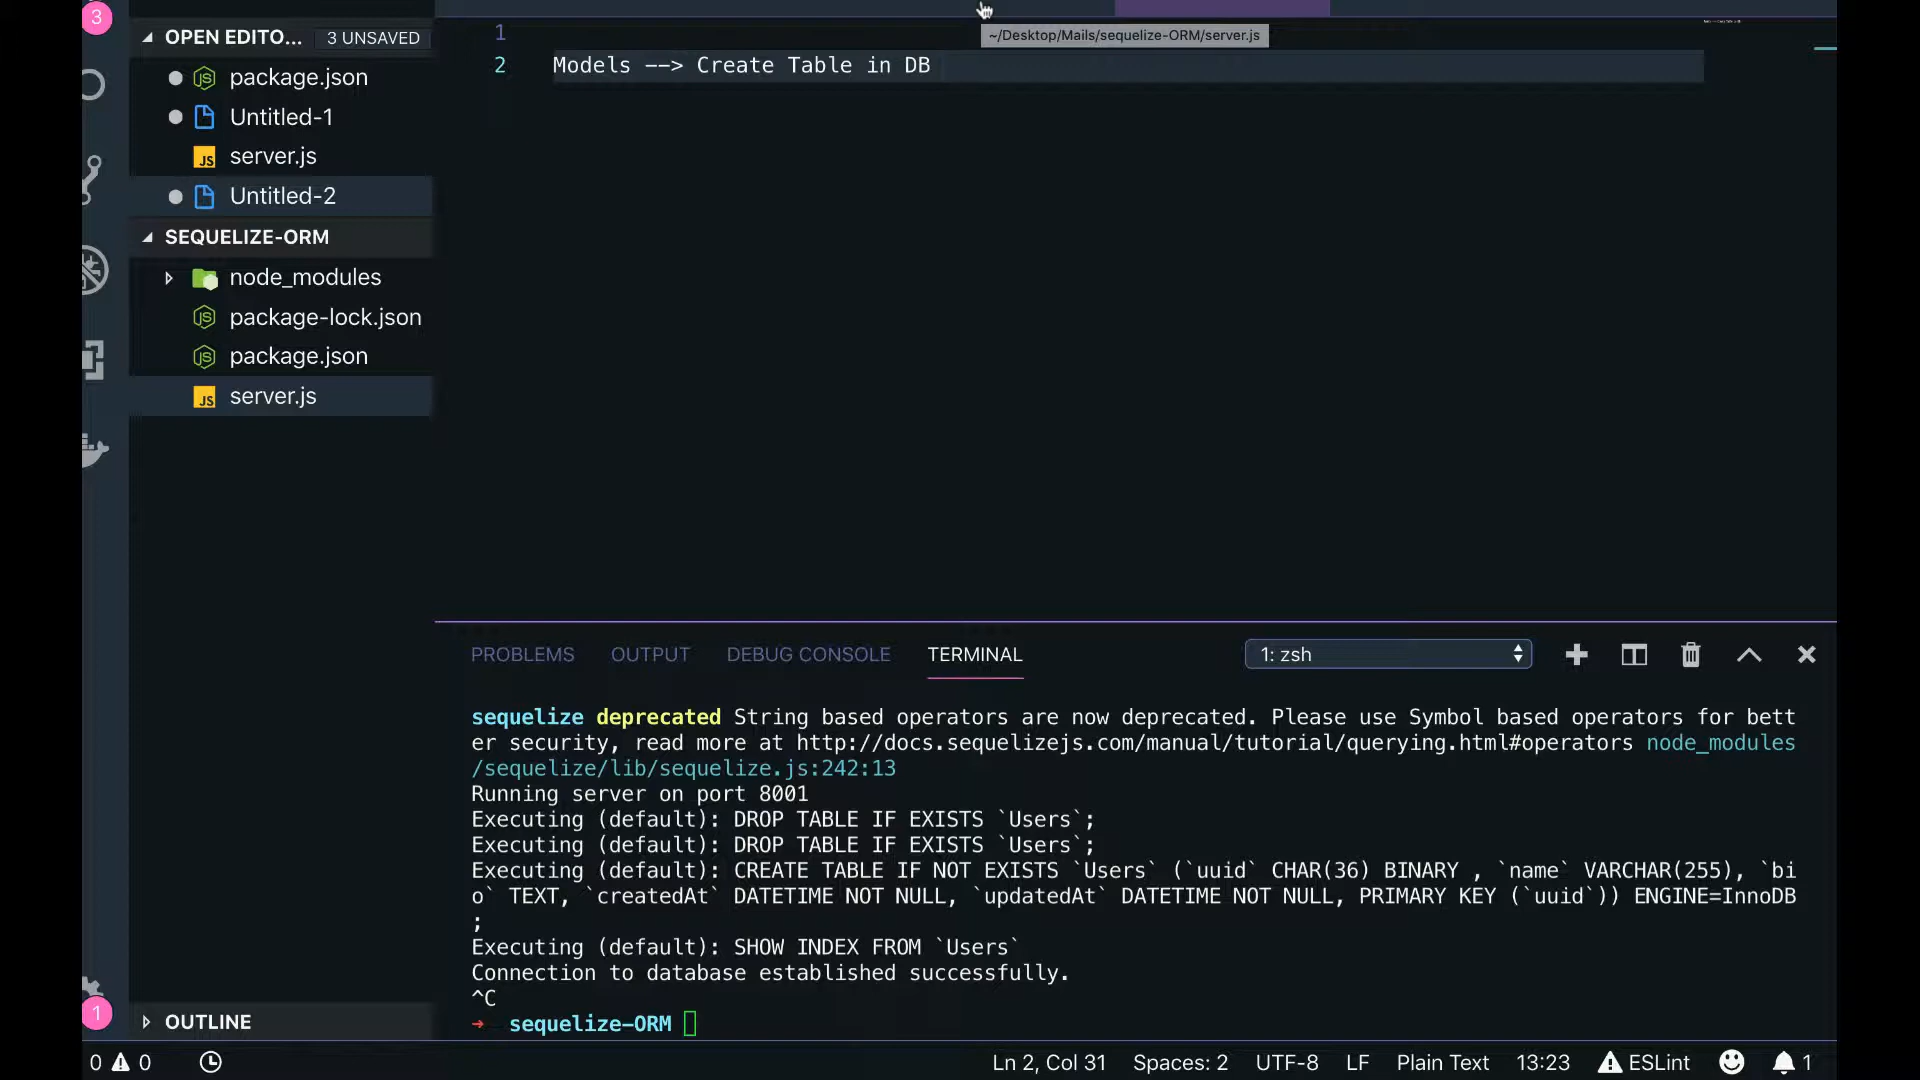 3
OPEN EDITO... 3 UNSAVED
package.json
Untitled-1
JS server.js
Untitled-2
SEQUELIZE-ORM
node_modules
JS package-lock.json
JS package.json
JS server.js
1
OUTLINE
~/Desktop/Mails/sequelize-ORM/server.js
1
2 Models --> Create Table in DB
PROBLEMS OUTPUT DEBUG CONSOLE TERMINAL 1: zsh
sequelize deprecated String based operators are now deprecated. Please use Symbol based operators for bett
er security, read more at http://docs.sequelizejs.com/manual/tutorial/querying.html#operators node_modules
/sequelize/lib/sequelize.js:242:13
Running server on port 8001
Executing (default): DROP TABLE IF EXISTS `Users`;
Executing (default): DROP TABLE IF EXISTS `Users`;
Executing (default): CREATE TABLE IF NOT EXISTS `Users` (`uuid` CHAR(36) BINARY , `name` VARCHAR(255), `bi
o` TEXT, `createdAt` DATETIME NOT NULL, `updatedAt` DATETIME NOT NULL, PRIMARY KEY (`uuid`)) ENGINE=InnoDB
;
Executing (default): SHOW INDEX FROM `Users`
Connection to database established successfully.
^C
→ sequelize-ORM
0 0 Ln 2, Col 31 Spaces: 2 UTF-8 LF Plain Text 13:23 ESLint 1